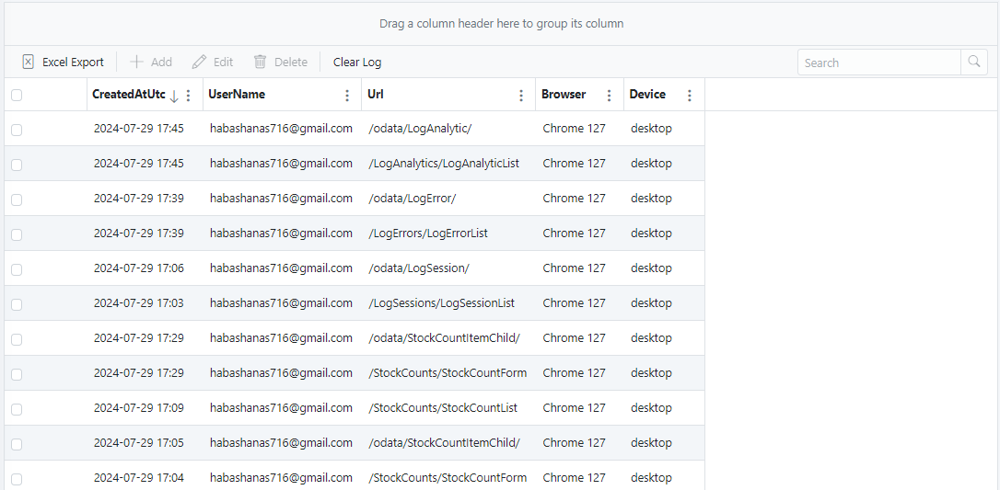 Drag a column header here to group its column
Excel Export Add Edit Delete Clear Log Search
CreatedAtUtc UserName Url Browser Device
2024-07-29 17:45 habashanas716@gmail.com /odata/LogAnalytic/ Chrome 127 desktop
2024-07-29 17:45 habashanas716@gmail.com /LogAnalytics/LogAnalyticList Chrome 127 desktop
2024-07-29 17:39 habashanas716@gmail.com /odata/LogError/ Chrome 127 desktop
2024-07-29 17:39 habashanas716@gmail.com /LogErrors/LogErrorList Chrome 127 desktop
2024-07-29 17:06 habashanas716@gmail.com /odata/LogSession/ Chrome 127 desktop
2024-07-29 17:03 habashanas716@gmail.com /LogSessions/LogSessionList Chrome 127 desktop
2024-07-29 17:29 habashanas716@gmail.com /odata/StockCountItemChild/ Chrome 127 desktop
2024-07-29 17:29 habashanas716@gmail.com /StockCounts/StockCountForm Chrome 127 desktop
2024-07-29 17:09 habashanas716@gmail.com /StockCounts/StockCountList Chrome 127 desktop
2024-07-29 17:05 habashanas716@gmail.com /odata/StockCountItemChild/ Chrome 127 desktop
2024-07-29 17:04 habashanas716@gmail.com /StockCounts/StockCountForm Chrome 127 desktop